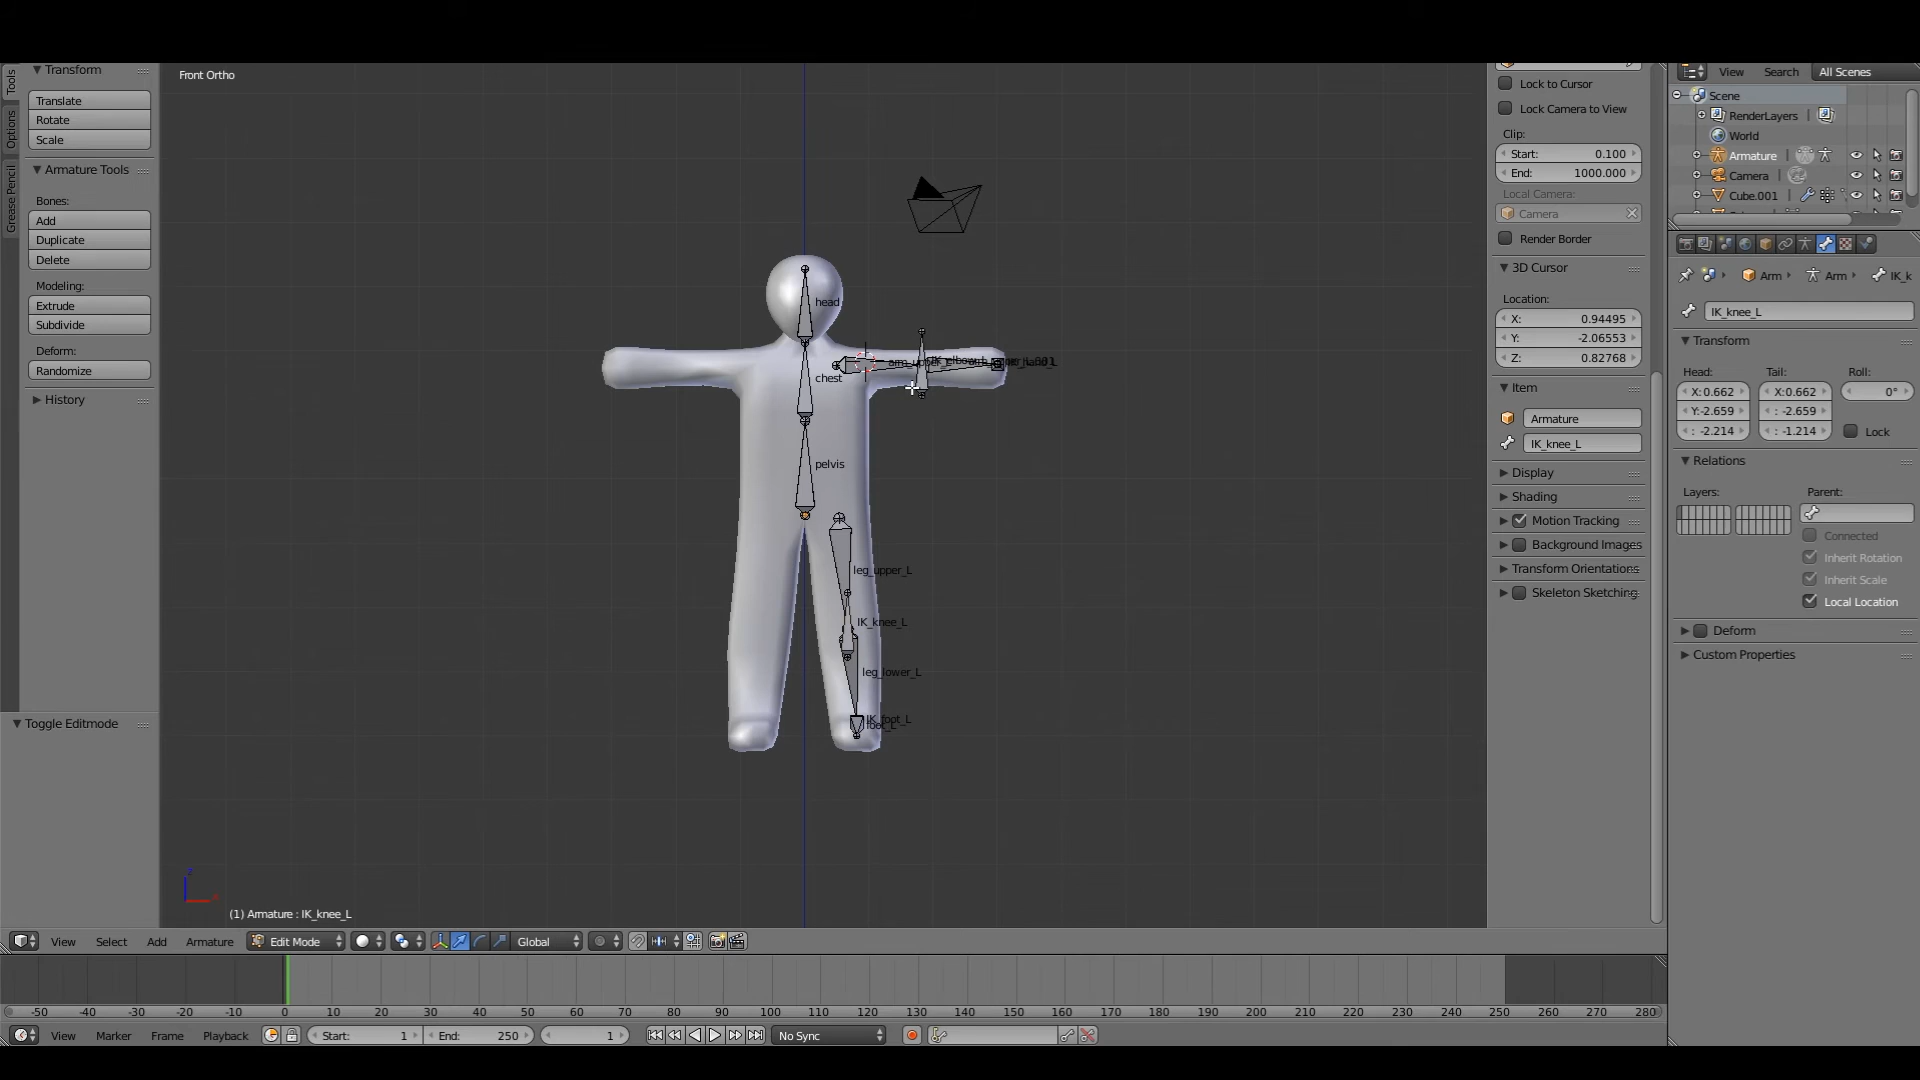 Tools
Options
Grease Pencil
Transform
Translate
Rotate
Scale
Armature Tools
Bones:
Add
Duplicate
Delete
Modeling:
Extrude
Subdivide
Deform:
Randomize
History
Toggle Editmode
Front Ortho
head
chest
pelvis
leg_upper_L
IK_knee_L
leg_lower_L
IK_foot_L
foot_L
(1) Armature : IK_knee_L
Lock to Cursor
Lock Camera to View
Clip:
Start: 0.100
End: 1000.000
Local Camera:
Camera
Render Border
3D Cursor
Location:
X: 0.94495
Y: -2.06553
Z: 0.82768
Item
Armature
IK_knee_L
Display
Shading
Motion Tracking
Background Images
Transform Orientations
Skeleton Sketching
View Search All Scenes
Scene
RenderLayers
World
Armature
Camera
Cube.001
Arm Arm IK_k
IK_knee_L
Transform
Head: Tail: Roll:
X:0.662 X:0.662 0°
Y:-2.659 : -2.659
: -2.214 : -1.214 Lock
Relations
Layers: Parent:
Connected
Inherit Rotation
Inherit Scale
Local Location
Deform
Custom Properties
View Select Add Armature Edit Mode Global
-50 -40 -30 -20 -10 0 10 20 30 40 50 60 70 80 90 100 110 120 130 140 150 160 170 180 190 200 210 220 230 240 250 260 270 280
View Marker Frame Playback Start: 1 End: 250 1 No Sync